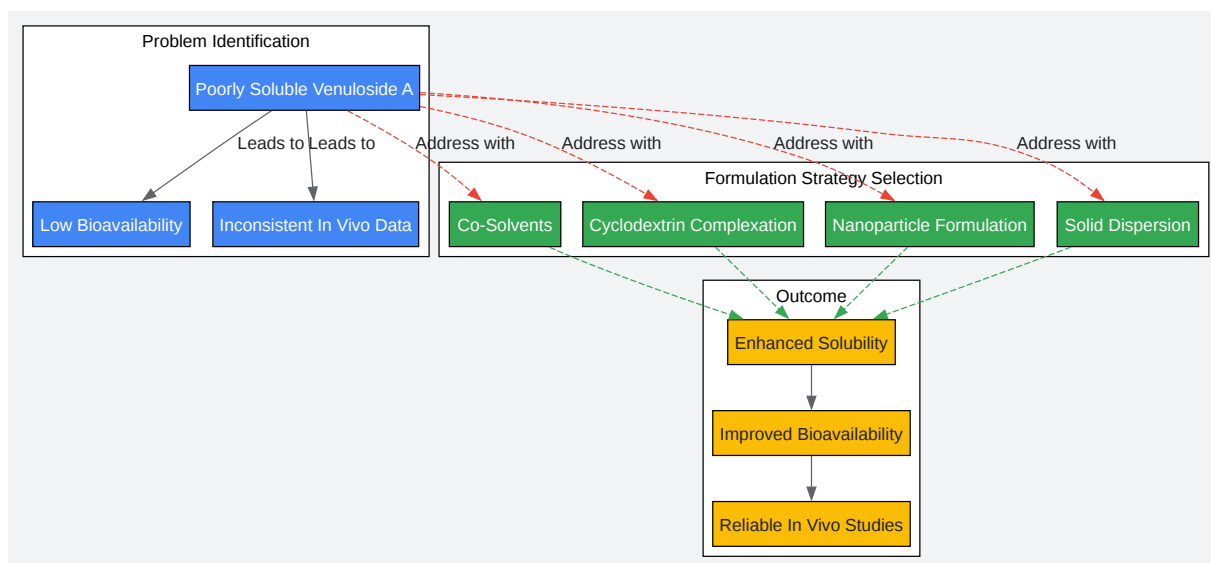 Problem Identification
Poorly Soluble Venuloside A
Leads to
Leads to
Address with
Address with
Address with
Address with
Formulation Strategy Selection
Low Bioavailability
Inconsistent In Vivo Data
Co-Solvents
Cyclodextrin Complexation
Nanoparticle Formulation
Solid Dispersion
Outcome
Enhanced Solubility
Improved Bioavailability
Reliable In Vivo Studies